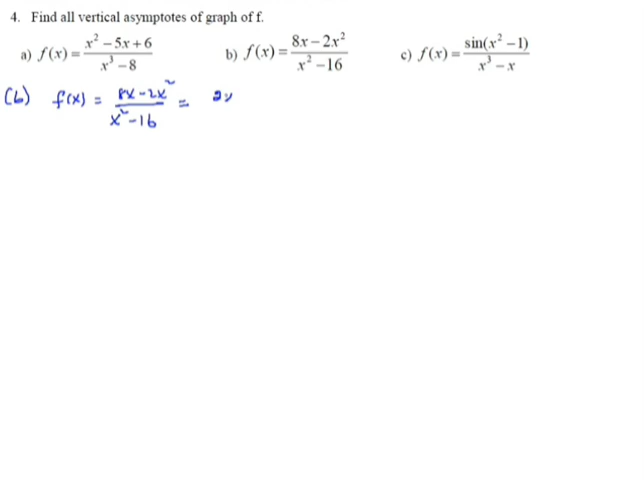 4. Find all vertical asymptotes of graph of f.
a) f(x) = (x² − 5x + 6)/(x³ − 8) b) f(x) = (8x − 2x²)/(x² − 16) c) f(x) = sin(x² − 1)/(x³ − x)
(b) f(x) = (8x − 2x²)/(x² − 16) = 2x